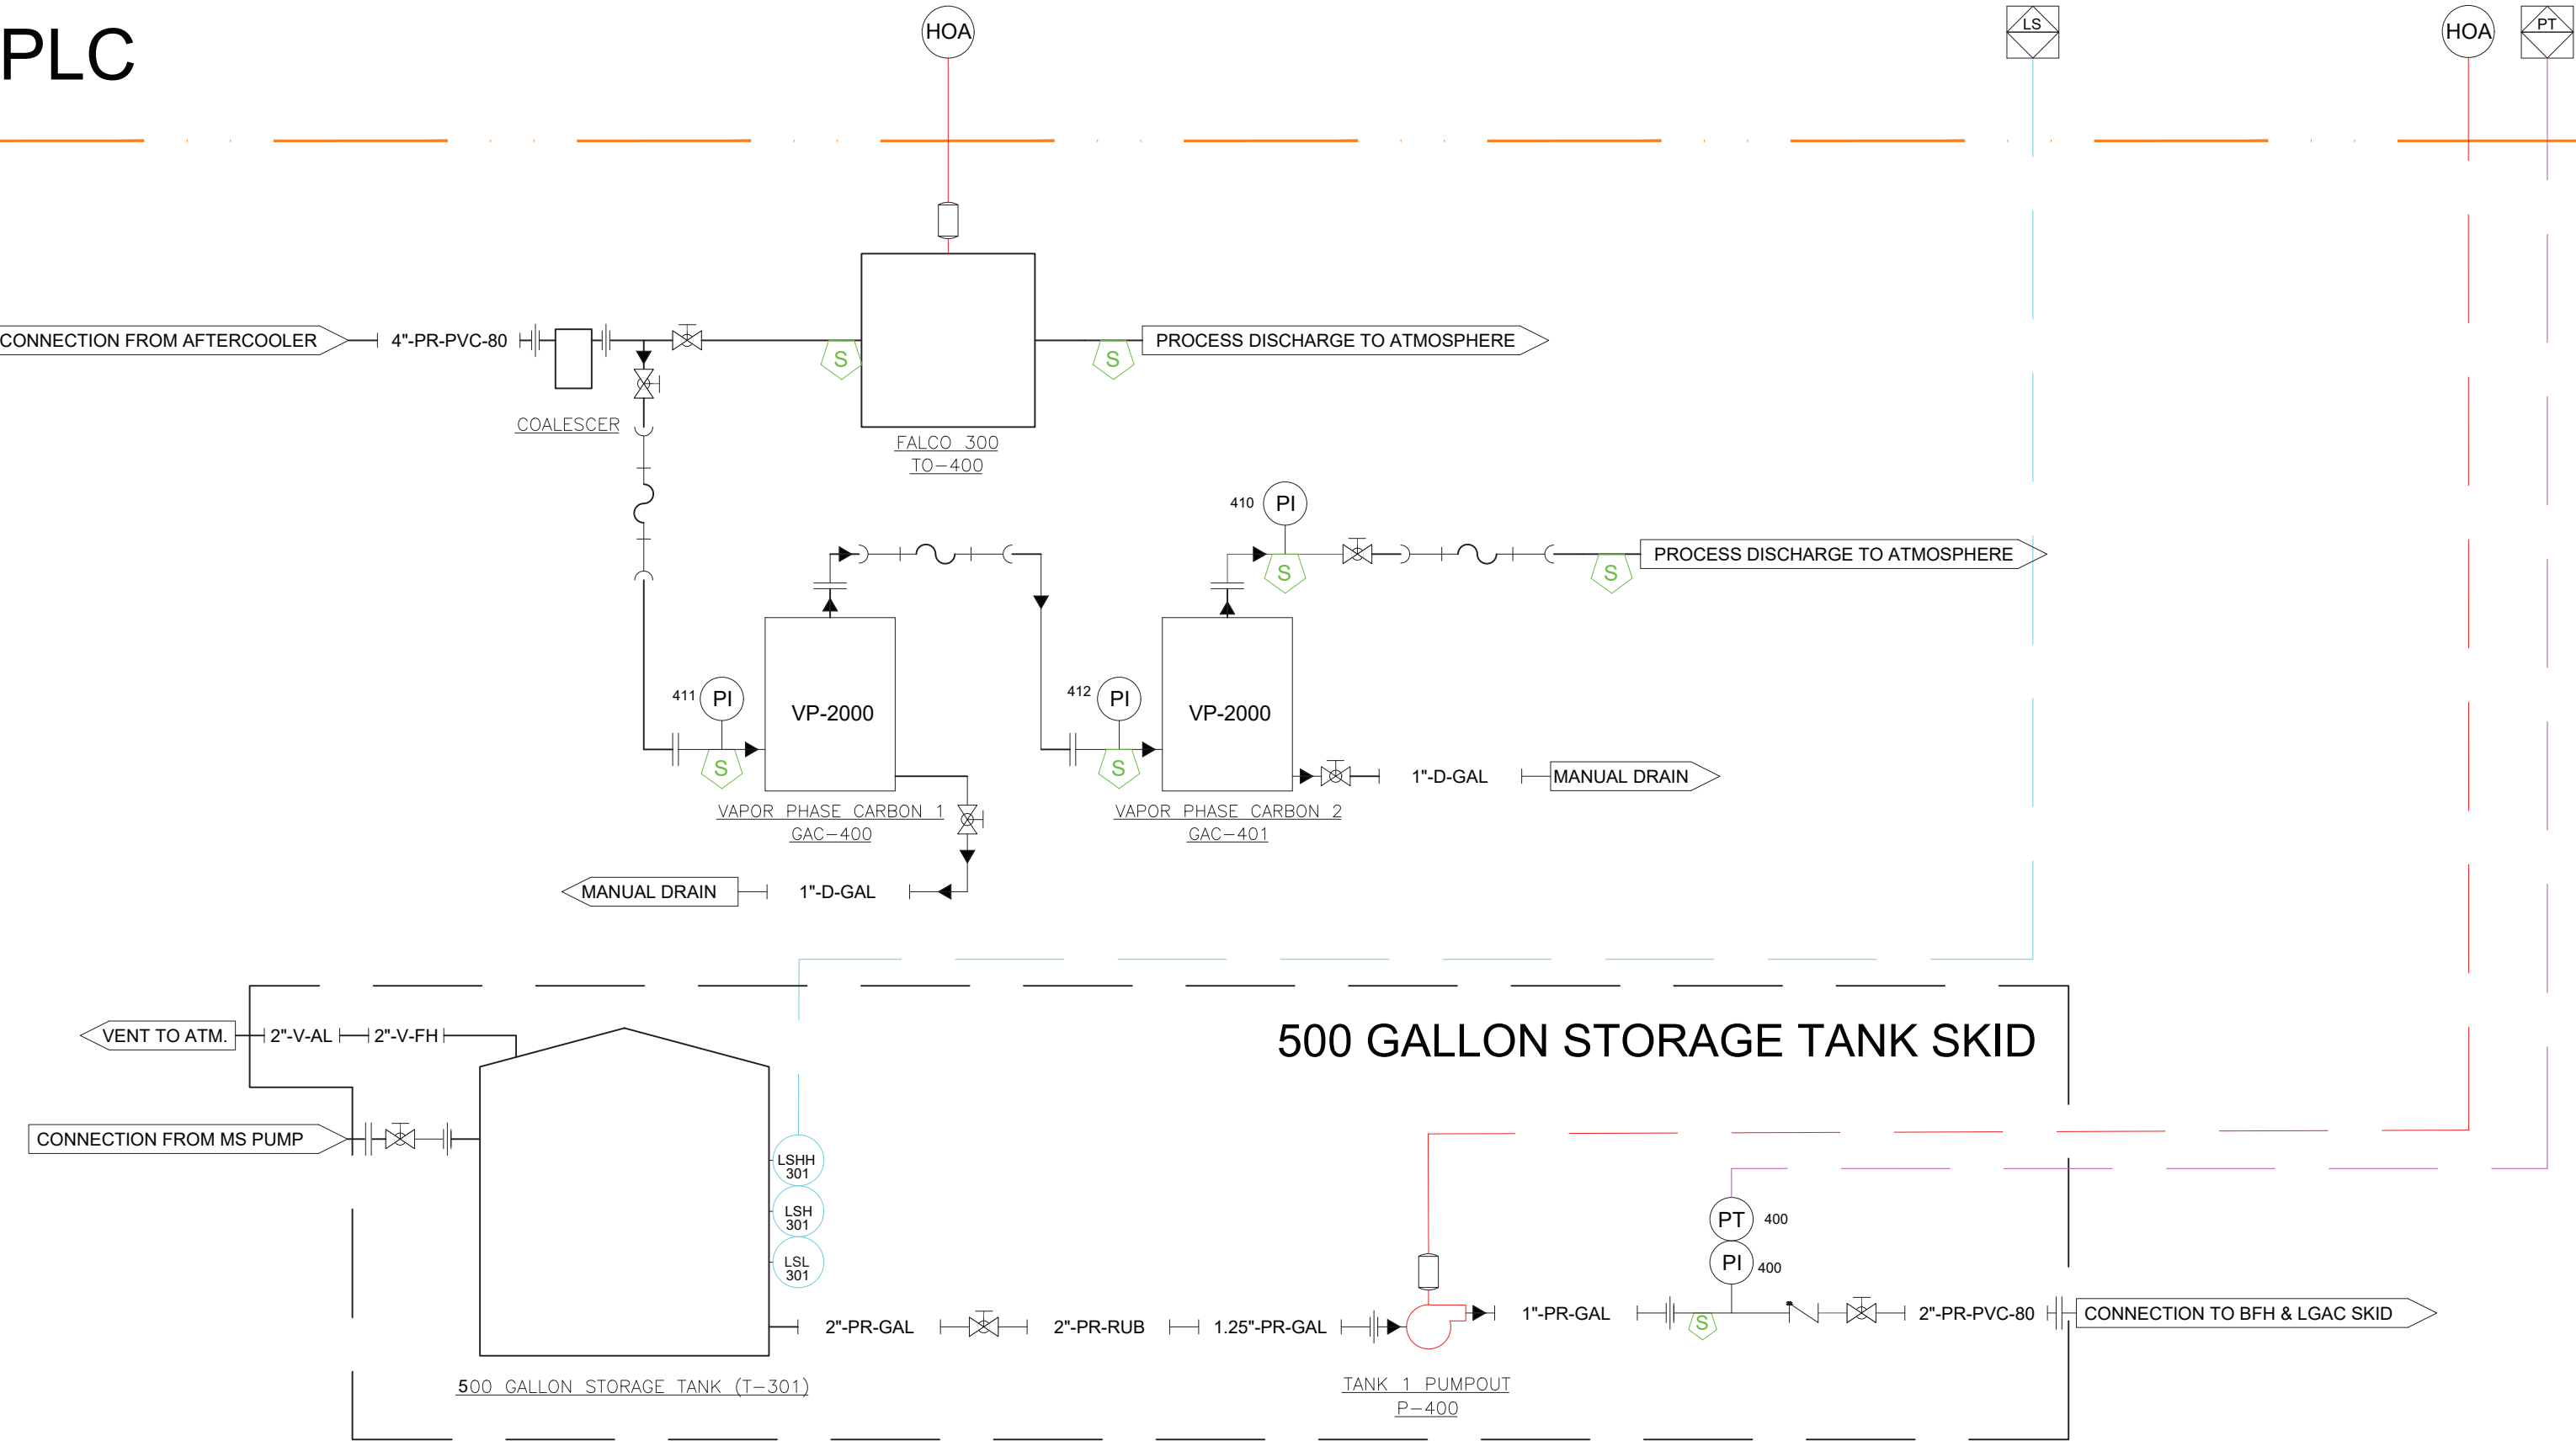 PLC
HOA
LS
HOA
PT
CONNECTION FROM AFTERCOOLER
4"-PR-PVC-80
S
S
PROCESS DISCHARGE TO ATMOSPHERE
COALESCER
FALCO 300
TO-400
410
PI
S
S
PROCESS DISCHARGE TO ATMOSPHERE
411
PI
S
VP-2000
412
PI
S
VP-2000
1"-D-GAL
MANUAL DRAIN
VAPOR PHASE CARBON 1
GAC-400
VAPOR PHASE CARBON 2
GAC-401
MANUAL DRAIN
1"-D-GAL
VENT TO ATM.
2"-V-AL
2"-V-FH
500 GALLON STORAGE TANK SKID
CONNECTION FROM MS PUMP
LSHH
301
LSH
301
LSL
301
PT
400
PI
400
2"-PR-GAL
2"-PR-RUB
1.25"-PR-GAL
1"-PR-GAL
S
2"-PR-PVC-80
CONNECTION TO BFH & LGAC SKID
500 GALLON STORAGE TANK (T-301)
TANK 1 PUMPOUT
P-400